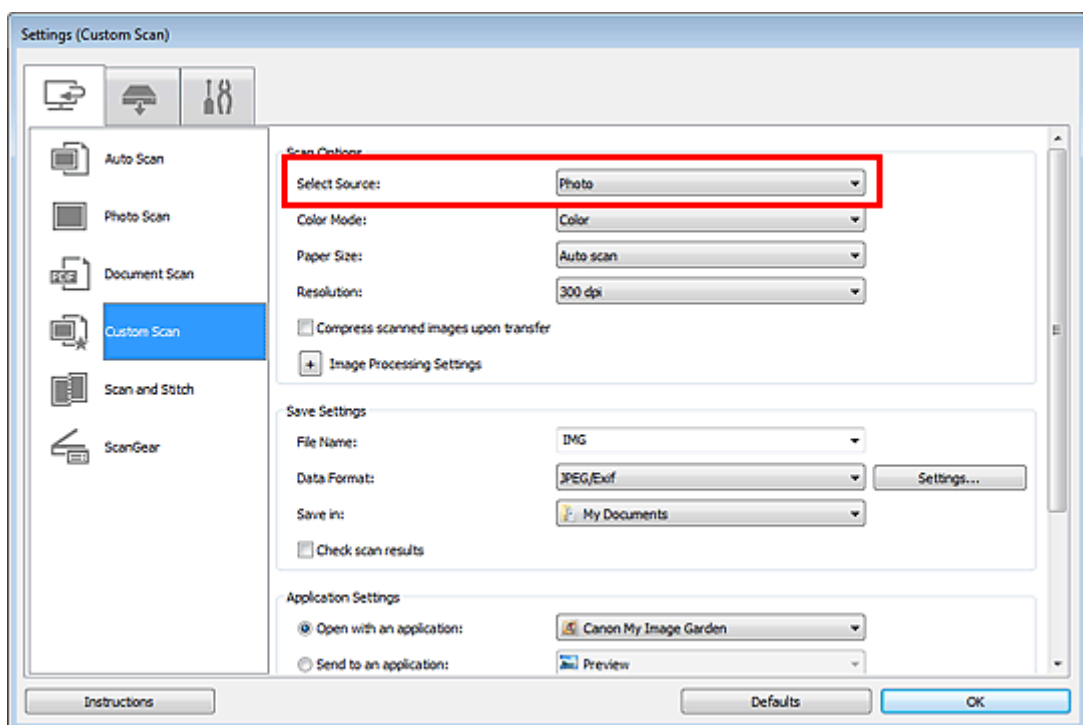 Settings (Custom Scan)
Auto Scan
Photo Scan
PDF
Document Scan
Custom Scan
Scan and Stitch
ScanGear
Scan Options
Select Source: Photo
Color Mode: Color
Paper Size: Auto scan
Resolution: 300 dpi
Compress scanned images upon transfer
+ Image Processing Settings
Save Settings
File Name: IMG
Data Format: JPEG/Exif Settings...
Save in: My Documents
Check scan results
Application Settings
Open with an application: Canon My Image Garden
Send to an application: Preview
Instructions Defaults OK